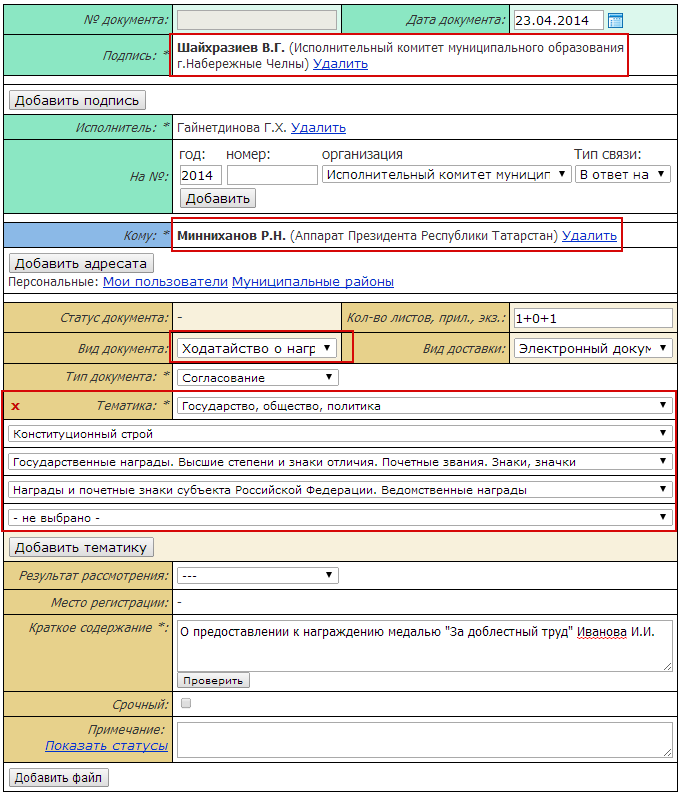 № документа: Дата документа: 23.04.2014
Подпись: * Шайхразиев В.Г. (Исполнительный комитет муниципального образования
г.Набережные Челны) Удалить
Добавить подпись
Исполнитель: * Гайнетдинова Г.Х. Удалить
год: номер: организация Тип связи:
На №: 2014 Исполнительный комитет муницип В ответ на
Добавить
Кому: * Минниханов Р.Н. (Аппарат Президента Республики Татарстан) Удалить
Добавить адресата
Персональные: Мои пользователи Муниципальные районы
Статус документа: - Кол-во листов, прил., экз.: 1+0+1
Вид документа: Ходатайство о нагр Вид доставки: Электронный докум
Тип документа: * Согласование
x Тематика: * Государство, общество, политика
Конституционный строй
Государственные награды. Высшие степени и знаки отличия. Почетные звания. Знаки, значки
Награды и почетные знаки субъекта Российской Федерации. Ведомственные награды
- не выбрано -
Добавить тематику
Результат рассмотрения: ---
Место регистрации: -
Краткое содержание *: О предоставлении к награждению медалью "За доблестный труд" Иванова И.И.
Проверить
Срочный:
Примечание:
Показать статусы
Добавить файл